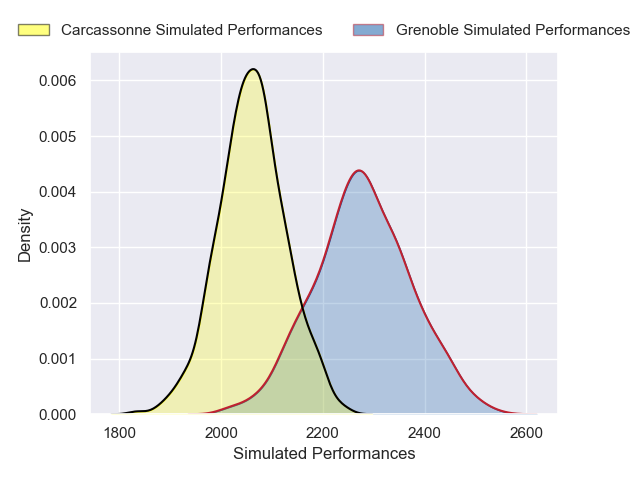 Carcassonne Simulated Performances Grenoble Simulated Performances
0.006
0.005
0.004
0.003
0.002
0.001
0.000
Density
1800 2000 2200 2400 2600
Simulated Performances